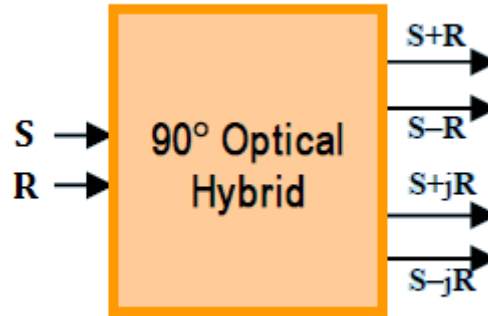 S
R
90° Optical
Hybrid
S+R
S–R
S+jR
S–jR